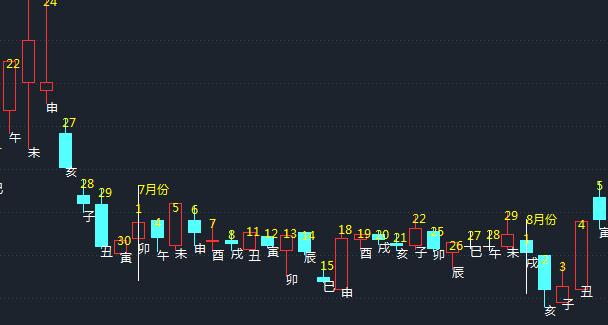 24
22
午
未
申
27
亥
28
子
29
丑
30
寅
7月份
1
卯
4
午
5
未
6
申
7
酉
8
戌
11
丑
12
寅
13
卯
14
辰
15
巳
18
申
19
酉
20
戌
21
亥
22
子
25
卯
26
辰
27
巳
28
午
29
未
8月份
1
戌
2
亥
3
子
4
丑
5
寅